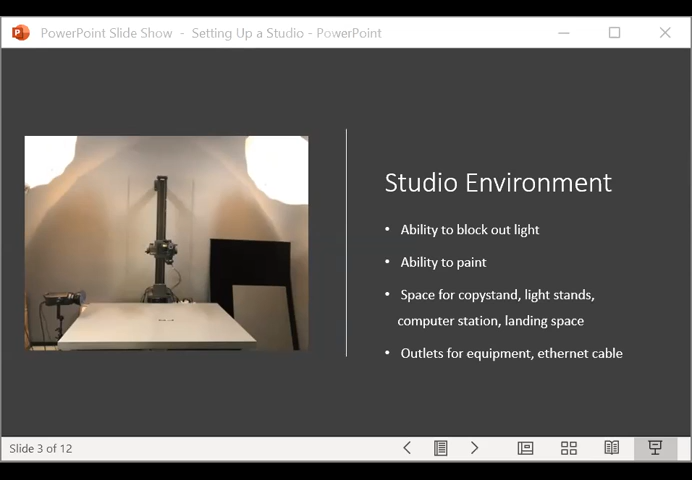 PowerPoint Slide Show - Setting Up a Studio - PowerPoint
Studio Environment
• Ability to block out light
• Ability to paint
• Space for copystand, light stands,
computer station, landing space
• Outlets for equipment, ethernet cable
Slide 3 of 12